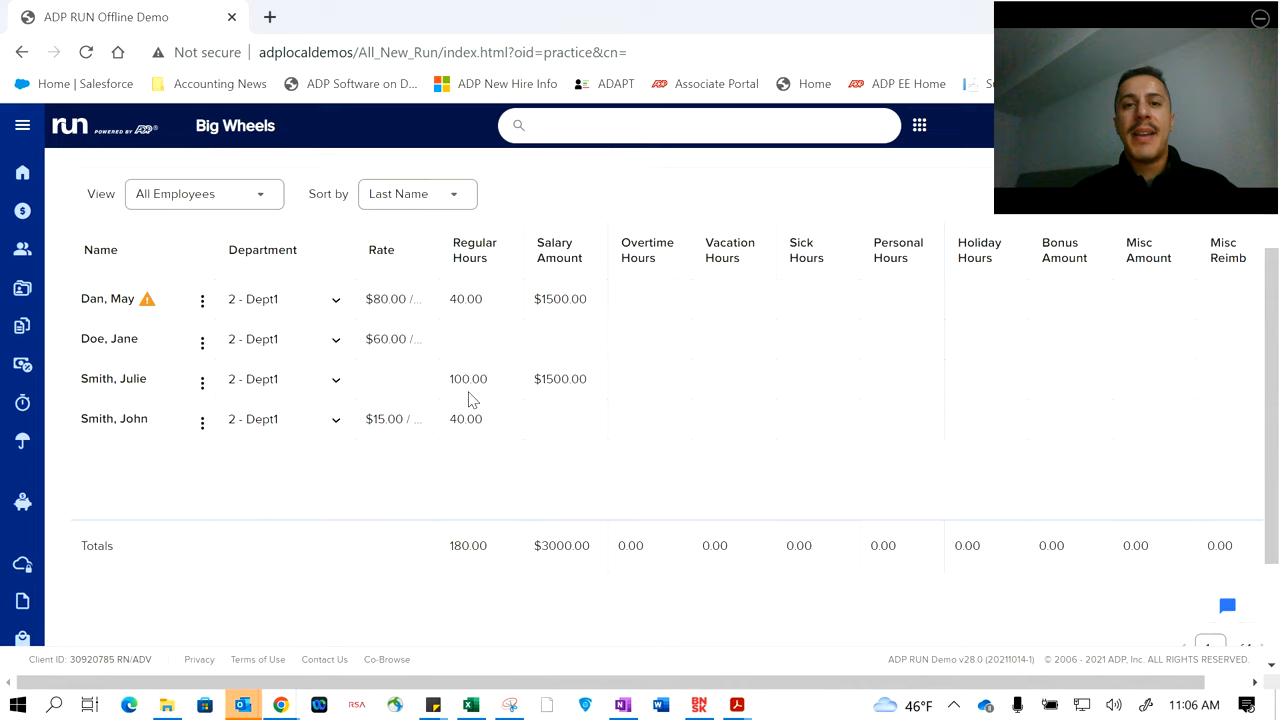 ADP RUN Offline Demo
Not secure adplocaldemos/All_New_Run/index.html?oid=practice&cn=
Home | Salesforce Accounting News ADP Software on D... ADP New Hire Info ADAPT Associate Portal Home ADP EE Home
run POWERED BY ADP® Big Wheels
View All Employees Sort by Last Name
Name Department Rate Regular Hours Salary Amount Overtime Hours Vacation Hours Sick Hours Personal Hours Holiday Hours Bonus Amount Misc Amount Misc Reimb
Dan, May 2 - Dept1 $80.00 /... 40.00 $1500.00
Doe, Jane 2 - Dept1 $60.00 /...
Smith, Julie 2 - Dept1 100.00 $1500.00
Smith, John 2 - Dept1 $15.00 / ... 40.00
Totals 180.00 $3000.00 0.00 0.00 0.00 0.00 0.00 0.00 0.00 0.00
Client ID: 30920785 RN/ADV Privacy Terms of Use Contact Us Co-Browse ADP RUN Demo v28.0 (20211014-1) © 2006 - 2021 ADP, Inc. ALL RIGHTS RESERVED.
RSA BN SK 46°F 11:06 AM